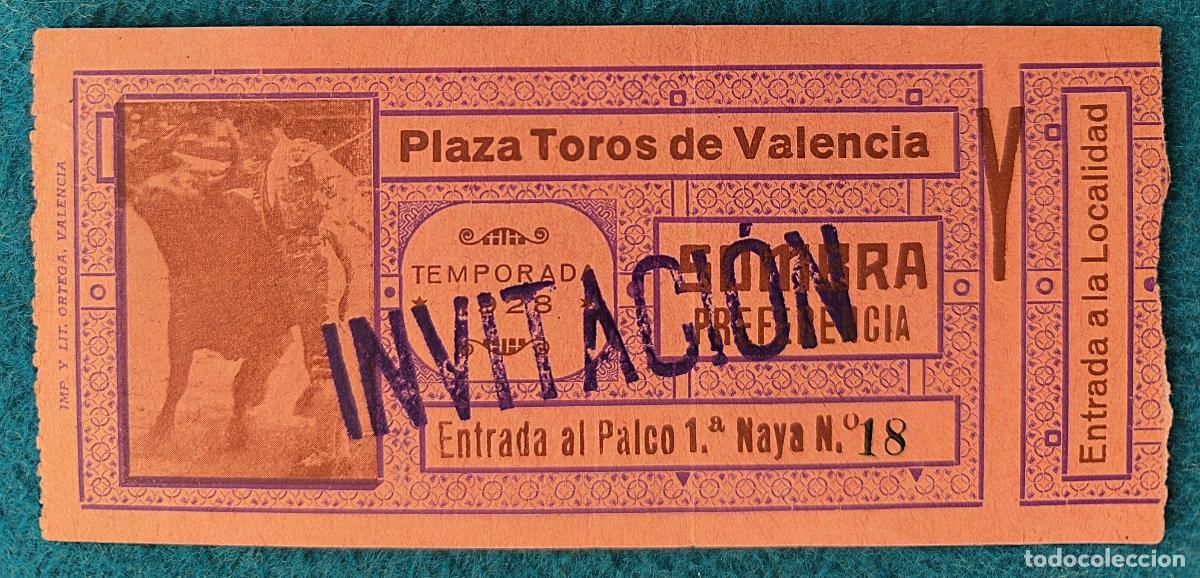 IMP Y LIT. ORTEGA. VALENCIA
Plaza Toros de Valencia
TEMPORADA
1928
SOMBRA
PREFERENCIA
INVITACIÓN
Entrada al Palco 1.ª Naya N.º 18
Y
Entrada a la Localidad
todocoleccion